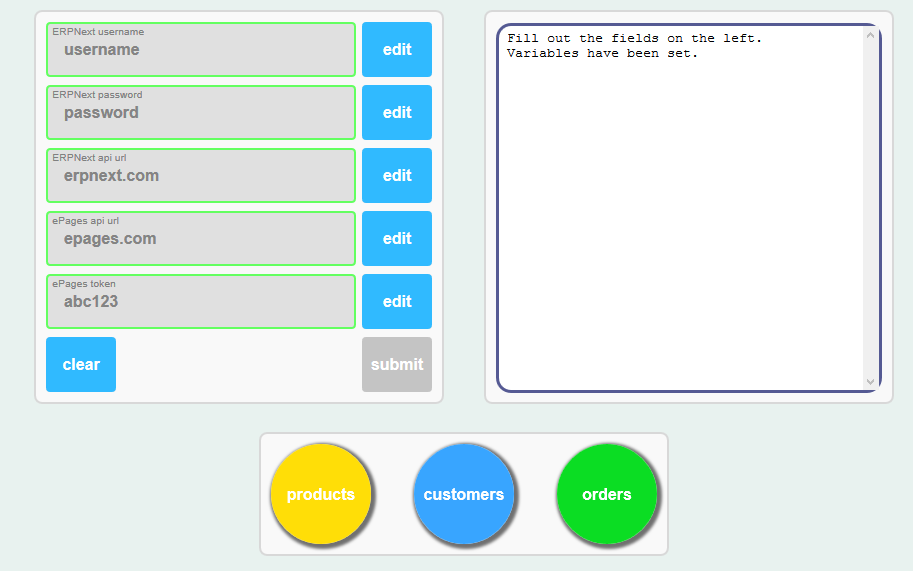 ERPNext username
username
edit
ERPNext password
password
edit
ERPNext api url
erpnext.com
edit
ePages api url
epages.com
edit
ePages token
abc123
edit
clear
submit
Fill out the fields on the left.
Variables have been set.
products
customers
orders